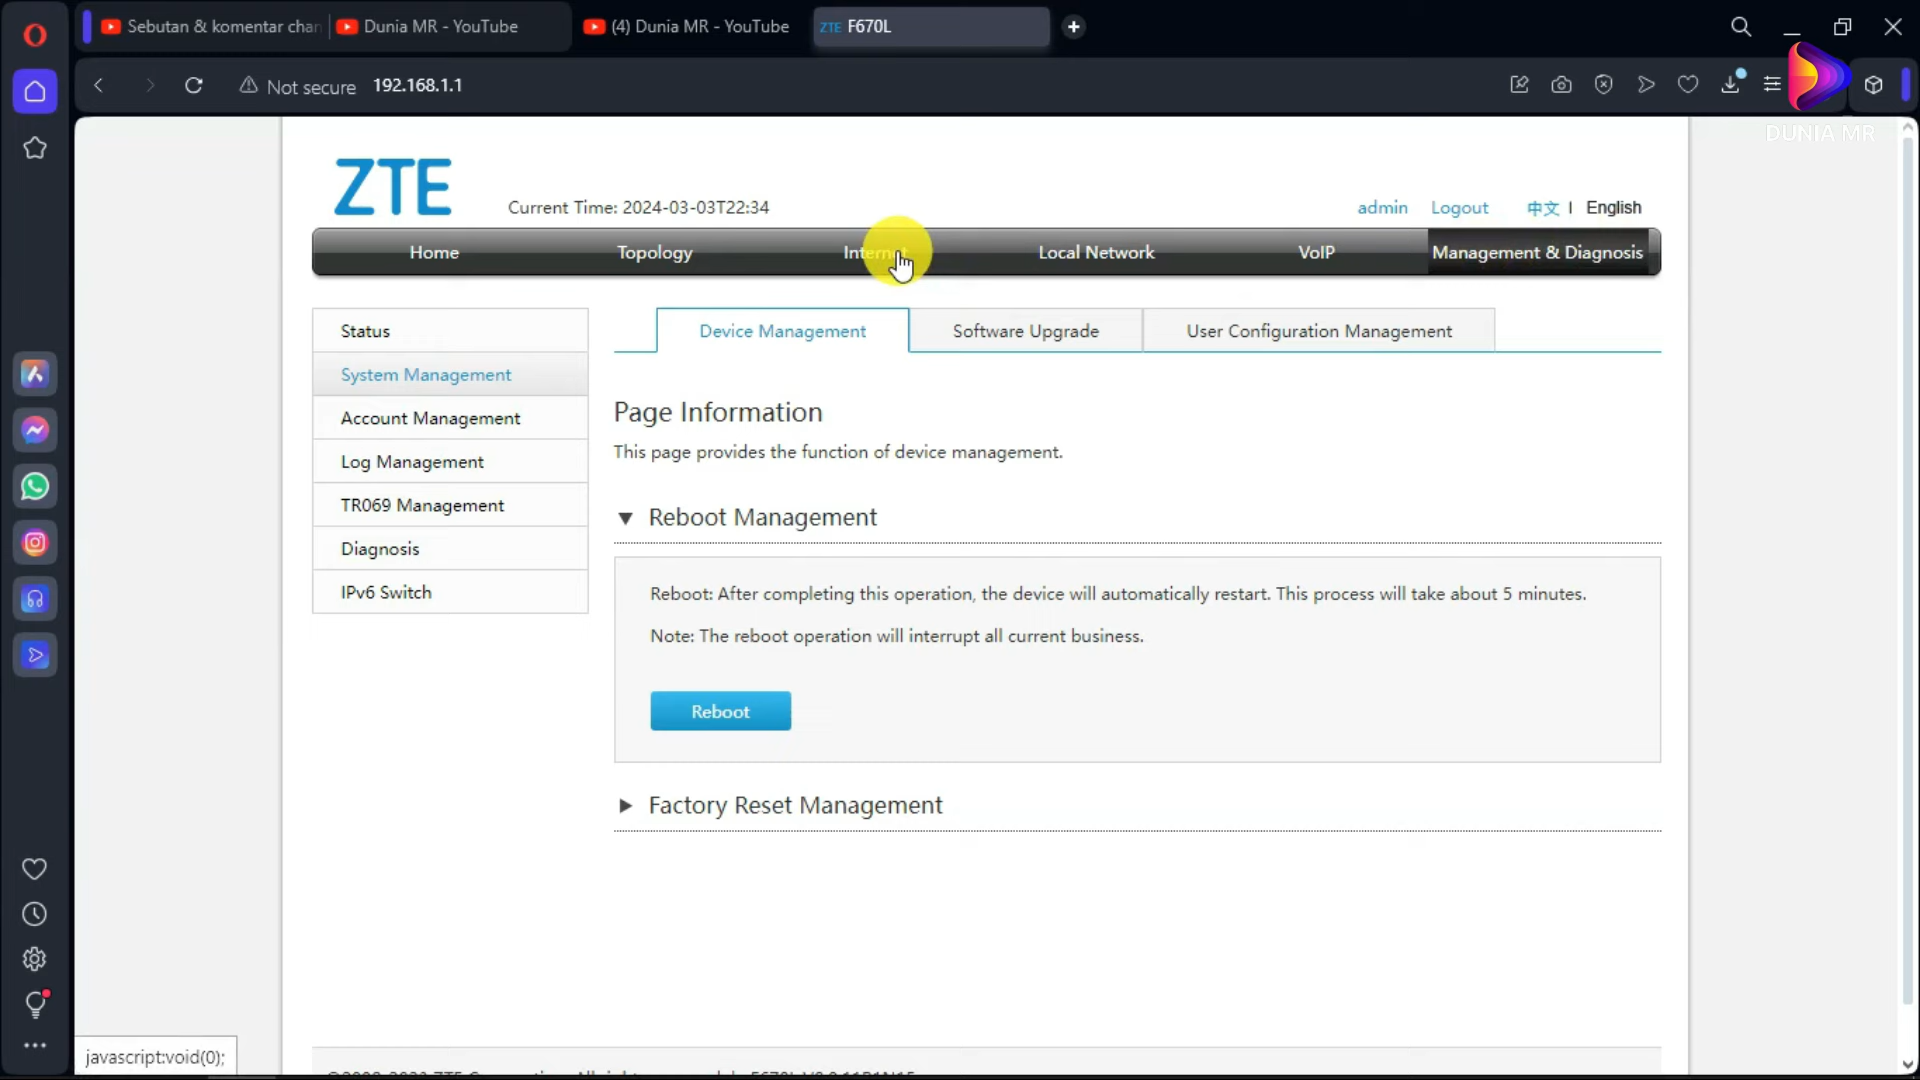 Sebutan & komentar chan
Dunia MR - YouTube
(4) Dunia MR - YouTube
ZTE F670L
Not secure 192.168.1.1
DUNIA MR
ZTE
Current Time: 2024-03-03T22:34
admin Logout 中文 | English
Home Topology Internet Local Network VoIP Management & Diagnosis
Status
System Management
Account Management
Log Management
TR069 Management
Diagnosis
IPv6 Switch
Device Management Software Upgrade User Configuration Management
Page Information
This page provides the function of device management.
Reboot Management
Reboot: After completing this operation, the device will automatically restart. This process will take about 5 minutes.
Note: The reboot operation will interrupt all current business.
Reboot
Factory Reset Management
javascript:void(0);